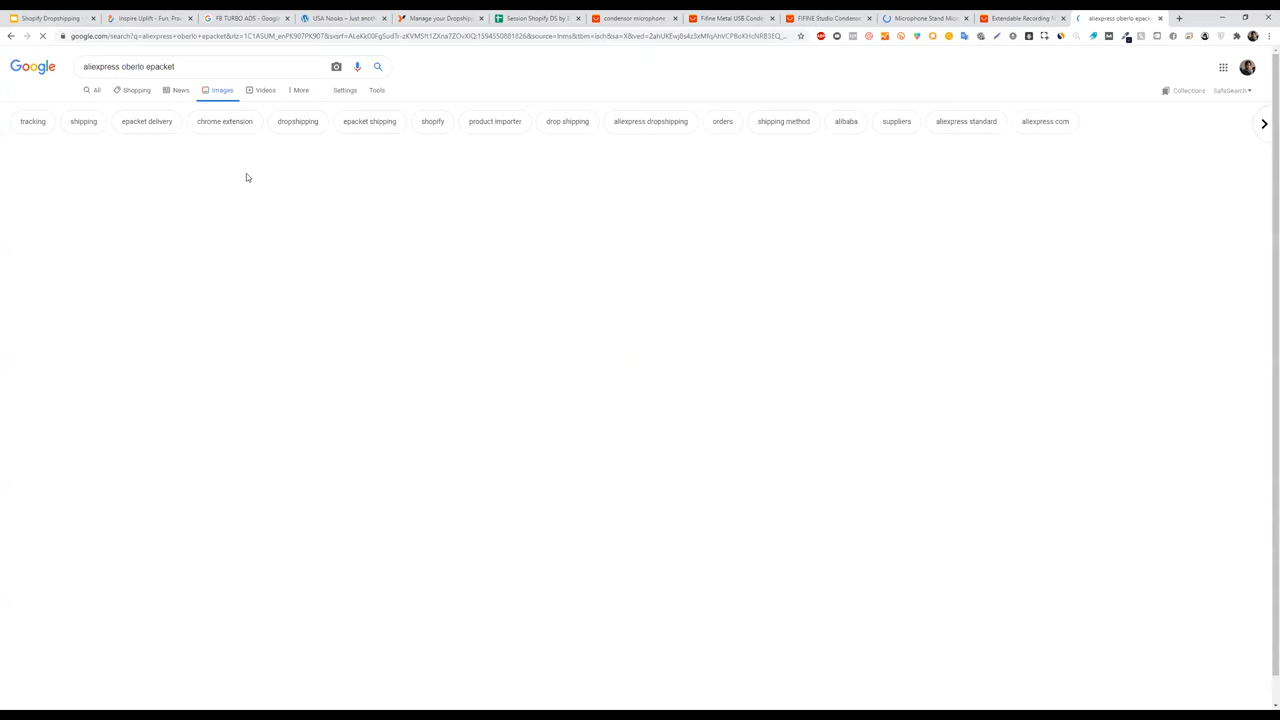 Shopify Dropshipping
Inspire Uplift - Fun, Prac
FB TURBO ADS - Google
USA Nooks – Just anoth
Manage your Dropship
Session Shopify DS by E
condensor microphone
Fifine Metal USB Conde
FIFINE Studio Condens
Microphone Stand Micr
Extendable Recording M
aliexpress oberlo epacke
Google
aliexpress oberlo epacket
All
Shopping
News
Images
Videos
More
Settings
Tools
Collections
SafeSearch
tracking
shipping
epacket delivery
chrome extension
dropshipping
epacket shipping
shopify
product importer
drop shipping
aliexpress dropshipping
orders
shipping method
alibaba
suppliers
aliexpress standard
aliexpress com